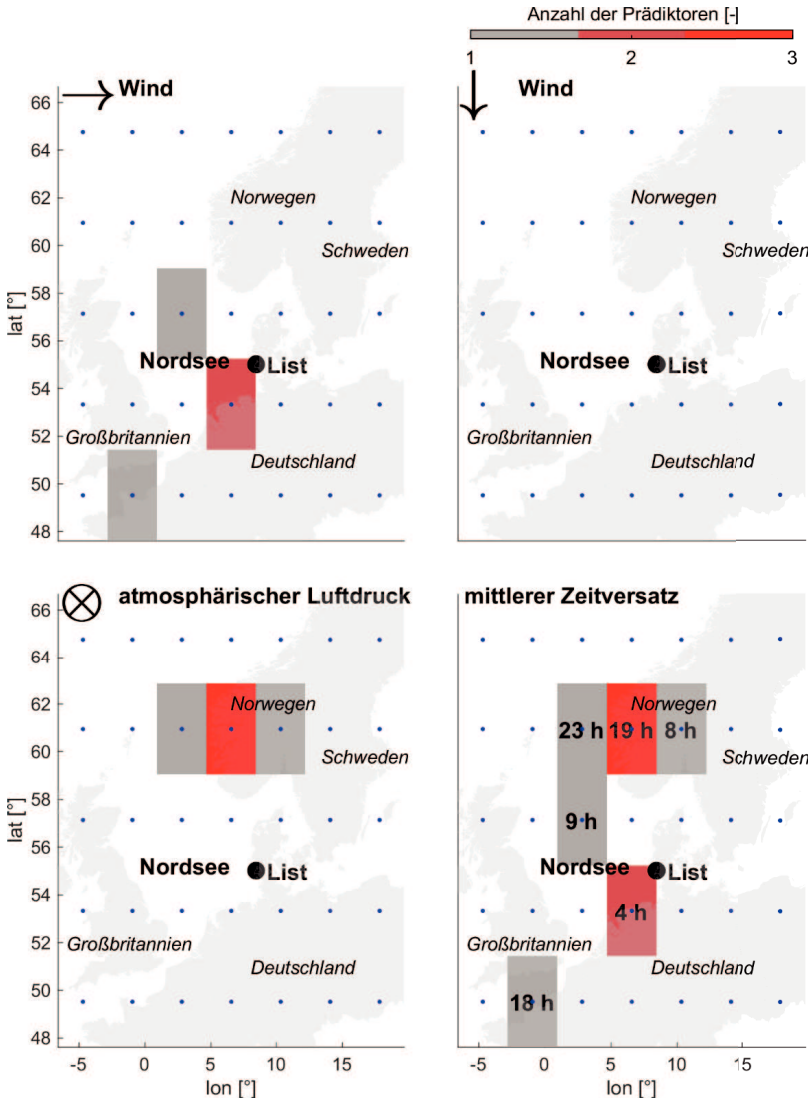 Anzahl der Prädiktoren [-]
1 2 3
Wind
Wind
66
64
62
60
58
56
54
52
50
48
lat [°]
Norwegen
Schweden
Nordsee
List
Großbritannien
Deutschland
Norwegen
Schweden
Nordsee
List
Großbritannien
Deutschland
atmosphärischer Luftdruck
mittlerer Zeitversatz
66
64
62
60
58
56
54
52
50
48
lat [°]
Norwegen
Schweden
Nordsee
List
Großbritannien
Deutschland
-5 0 5 10 15
lon [°]
Norwegen
23 h 19 h 8 h
Schweden
9 h
Nordsee
List
4 h
Großbritannien
Deutschland
18 h
-5 0 5 10 15
lon [°]